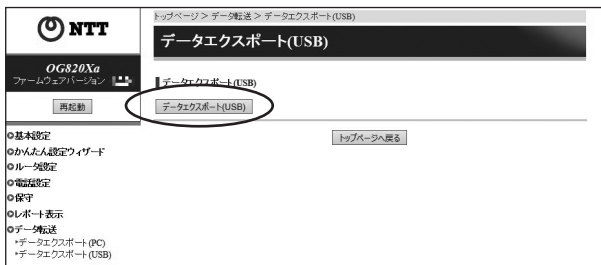 NTT
OG820Xa
ファームウェアバージョン
再起動
基本設定
かんたん設定ウィザード
ルータ設定
電話設定
保守
レポート表示
データ転送
データエクスポート(PC)
データエクスポート(USB)
トップページ > データ転送 > データエクスポート(USB)
データエクスポート(USB)
データエクスポート(USB)
データエクスポート(USB)
トップページへ戻る